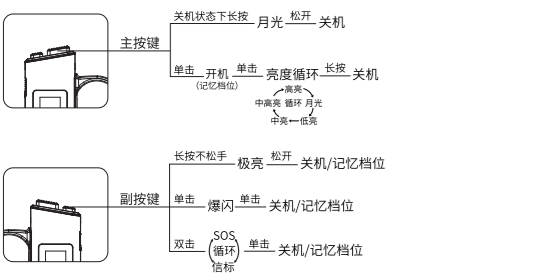 关机状态下长按 月光 松开 关机
主按键
单击 开机 单击 亮度循环 长按 关机
(记忆档位)
高亮
中高亮 循环 月光
中亮 低亮
长按不松手 极亮 松开 关机/记忆档位
副按键
单击 爆闪 单击 关机/记忆档位
双击 SOS 单击 关机/记忆档位
循环
信标